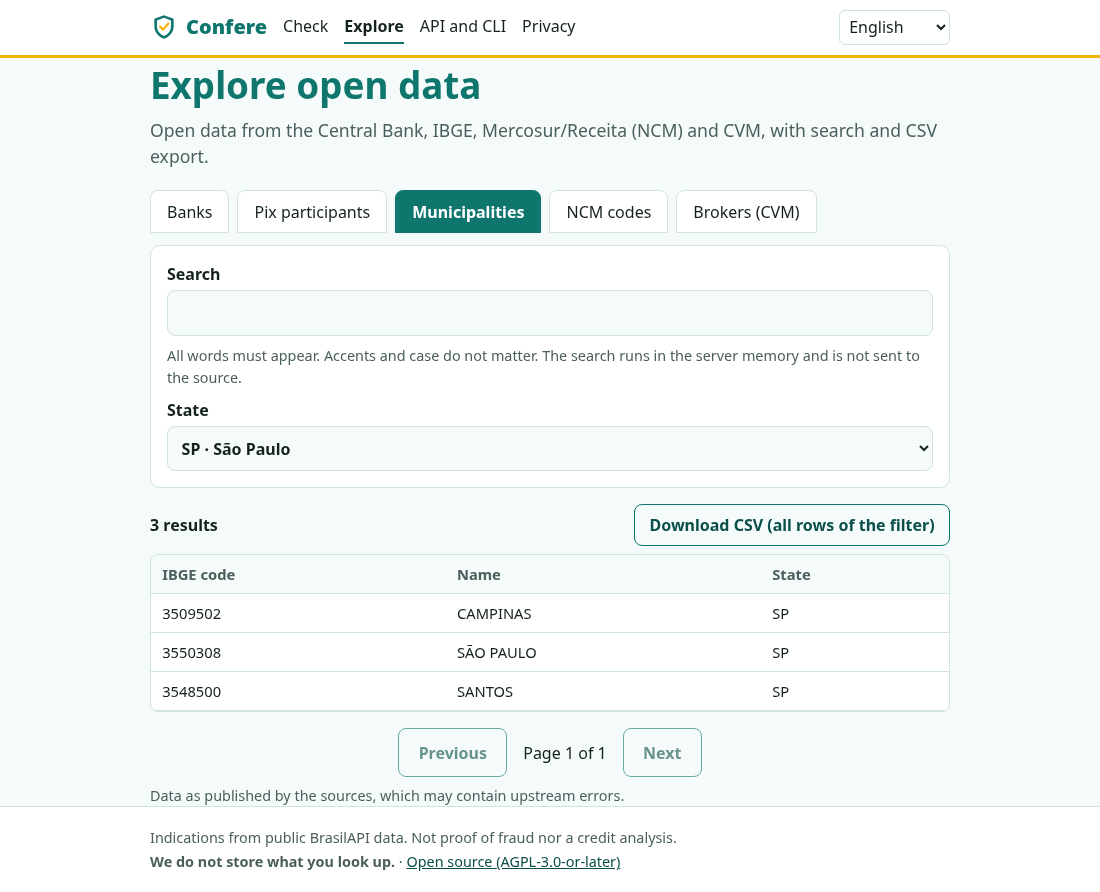 Confere Check Explore API and CLI Privacy English
Explore open data
Open data from the Central Bank, IBGE, Mercosur/Receita (NCM) and CVM, with search and CSV
export.
Banks Pix participants Municipalities NCM codes Brokers (CVM)
Search
All words must appear. Accents and case do not matter. The search runs in the server memory and is not sent to
the source.
State
SP · São Paulo
3 results Download CSV (all rows of the filter)
IBGE code Name State
3509502 CAMPINAS SP
3550308 SÃO PAULO SP
3548500 SANTOS SP
Previous Page 1 of 1 Next
Data as published by the sources, which may contain upstream errors.
Indications from public BrasilAPI data. Not proof of fraud nor a credit analysis.
We do not store what you look up. · Open source (AGPL-3.0-or-later)